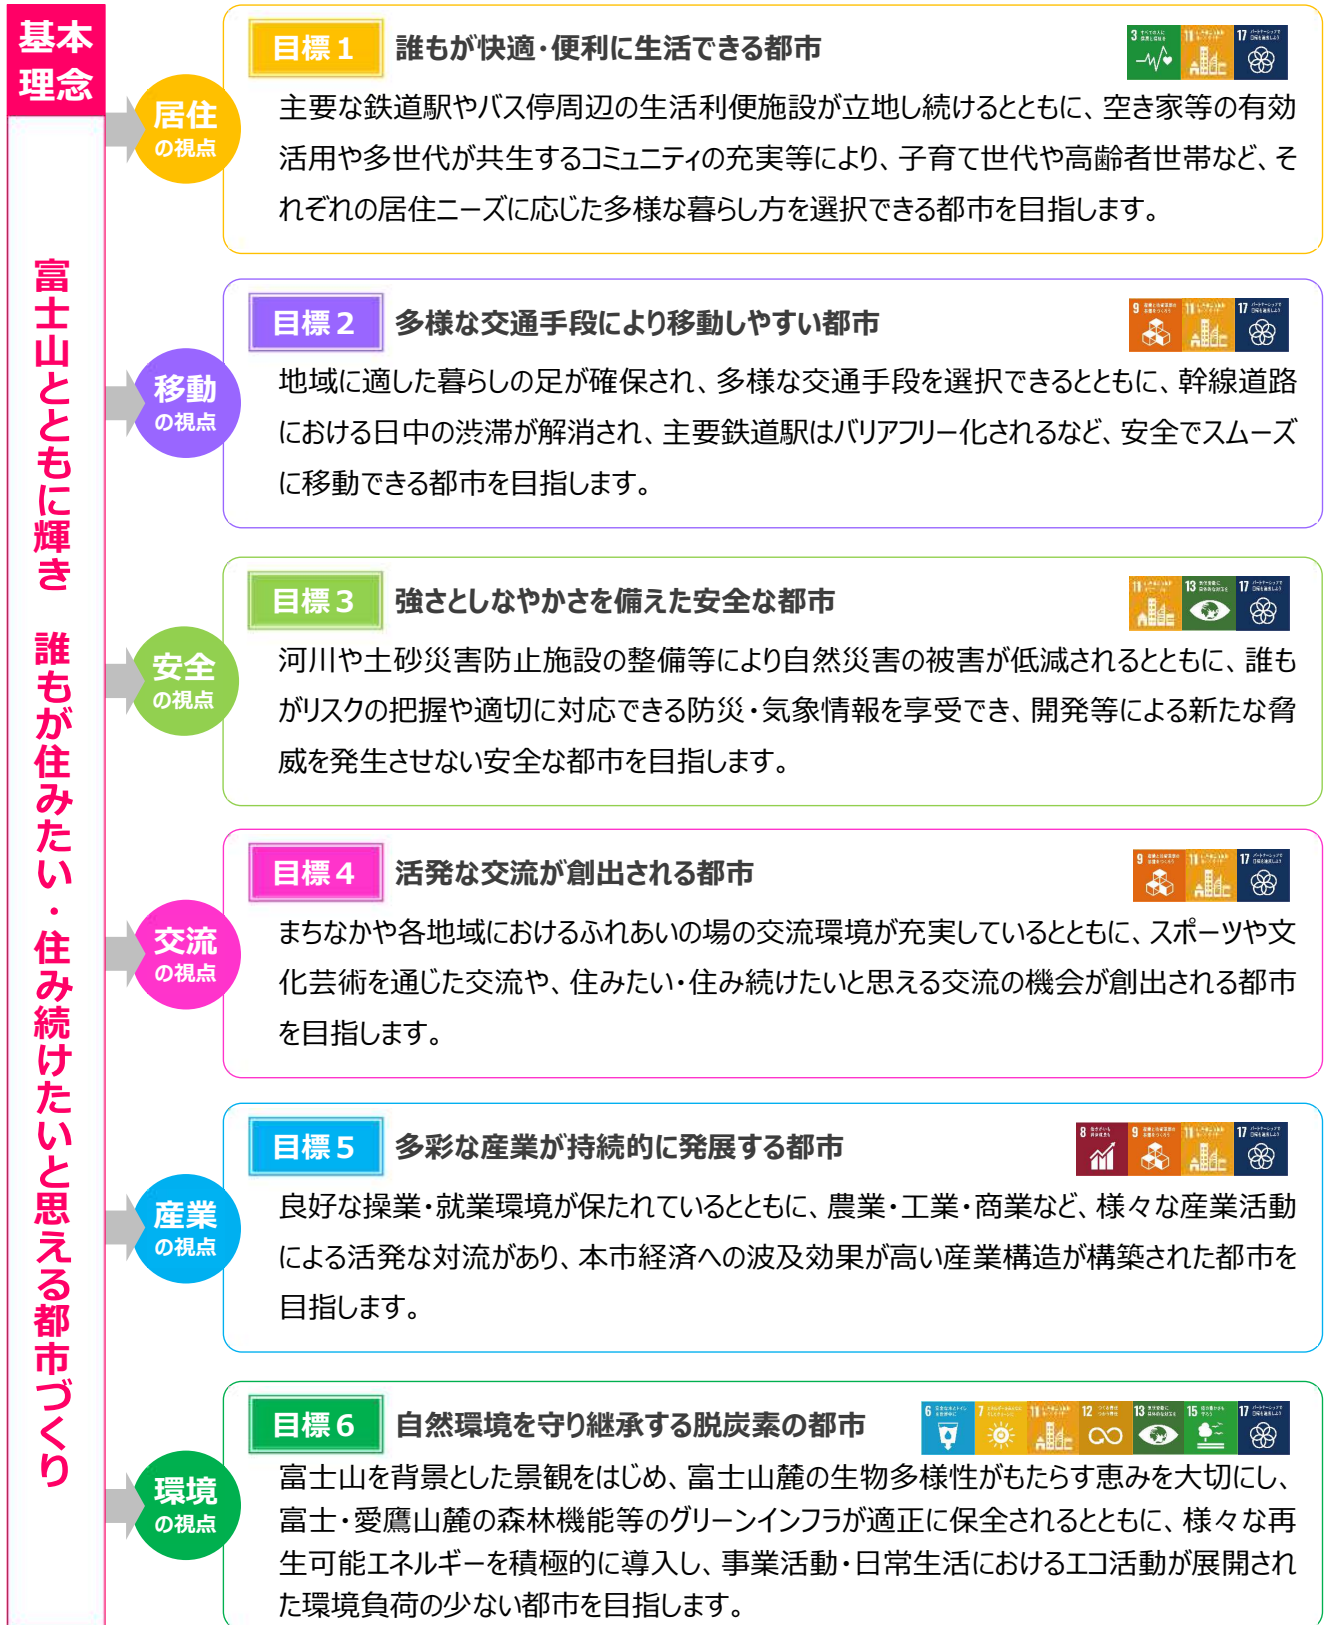 基本
理念
富士山とともに輝き　誰もが住みたい・住み続けたいと思える都市づくり
居住
の視点
目標１
誰もが快適・便利に生活できる都市
3
11
17
主要な鉄道駅やバス停周辺の生活利便施設が立地し続けるとともに、空き家等の有効
活用や多世代が共生するコミュニティの充実等により、子育て世代や高齢者世帯など、そ
れぞれの居住ニーズに応じた多様な暮らし方を選択できる都市を目指します。
移動
の視点
目標２
多様な交通手段により移動しやすい都市
9
11
17
地域に適した暮らしの足が確保され、多様な交通手段を選択できるとともに、幹線道路
における日中の渋滞が解消され、主要鉄道駅はバリアフリー化されるなど、安全でスムーズ
に移動できる都市を目指します。
安全
の視点
目標３
強さとしなやかさを備えた安全な都市
11
13
17
河川や土砂災害防止施設の整備等により自然災害の被害が低減されるとともに、誰も
がリスクの把握や適切に対応できる防災・気象情報を享受でき、開発等による新たな脅
威を発生させない安全な都市を目指します。
交流
の視点
目標４
活発な交流が創出される都市
9
11
17
まちなかや各地域におけるふれあいの場の交流環境が充実しているとともに、スポーツや文
化芸術を通じた交流や、住みたい・住み続けたいと思える交流の機会が創出される都市
を目指します。
産業
の視点
目標５
多彩な産業が持続的に発展する都市
8
9
11
17
良好な操業・就業環境が保たれているとともに、農業・工業・商業など、様々な産業活動
による活発な対流があり、本市経済への波及効果が高い産業構造が構築された都市を
目指します。
環境
の視点
目標６
自然環境を守り継承する脱炭素の都市
6
7
11
12
13
15
17
富士山を背景とした景観をはじめ、富士山麓の生物多様性がもたらす恵みを大切にし、
富士・愛鷹山麓の森林機能等のグリーンインフラが適正に保全されるとともに、様々な再
生可能エネルギーを積極的に導入し、事業活動・日常生活におけるエコ活動が展開され
た環境負荷の少ない都市を目指します。